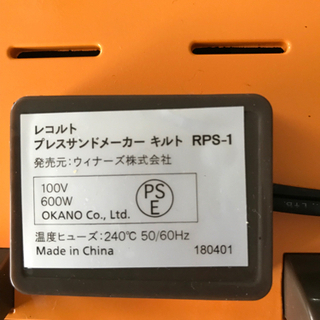 レコルト
プレスサンドメーカー キルト RPS-1
発売元：ウィナーズ株式会社
100V
600W
OKANO Co., Ltd.
PS
E
温度ヒューズ：240℃ 50/60Hz
Made in China
180401